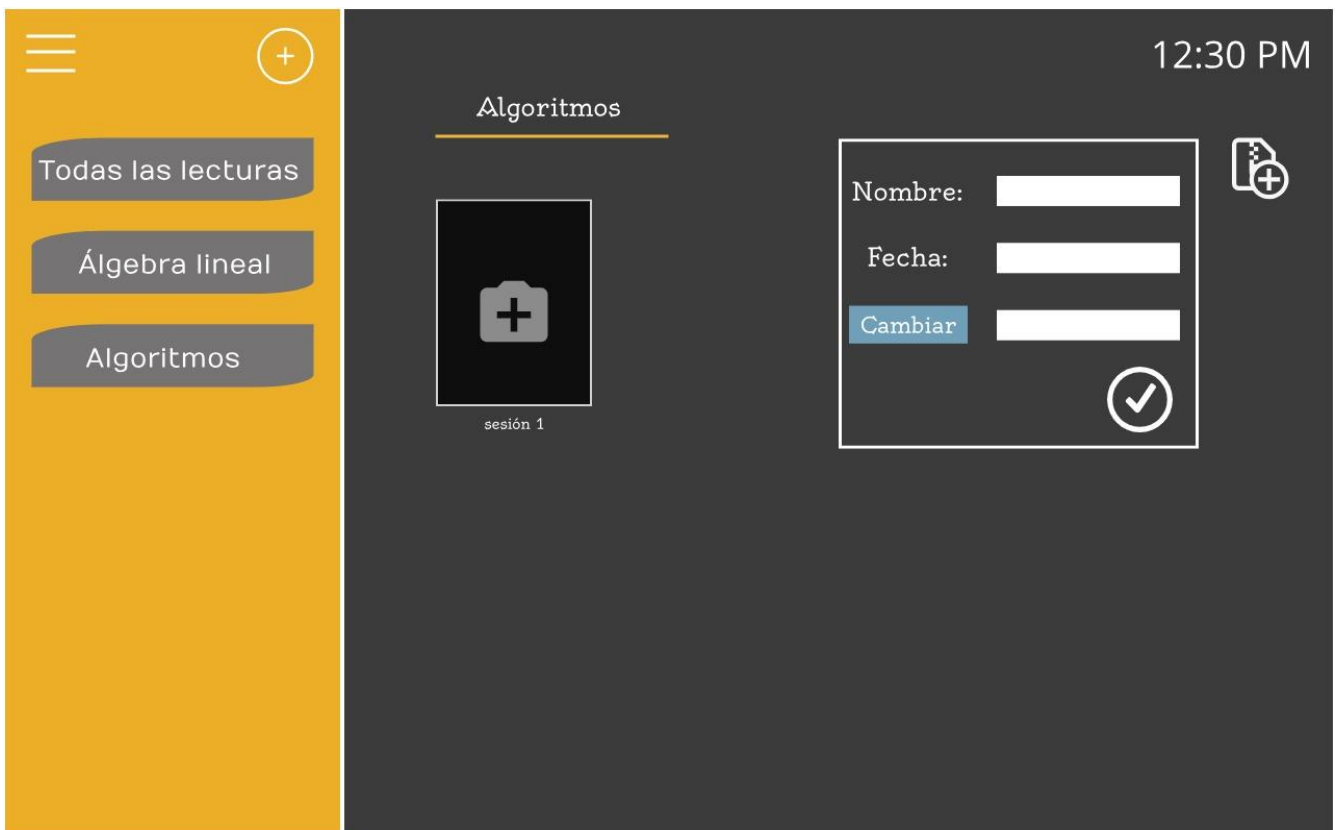 12:30 PM
Todas las lecturas
Álgebra lineal
Algoritmos
Algoritmos
sesión 1
Nombre:
Fecha:
Cambiar